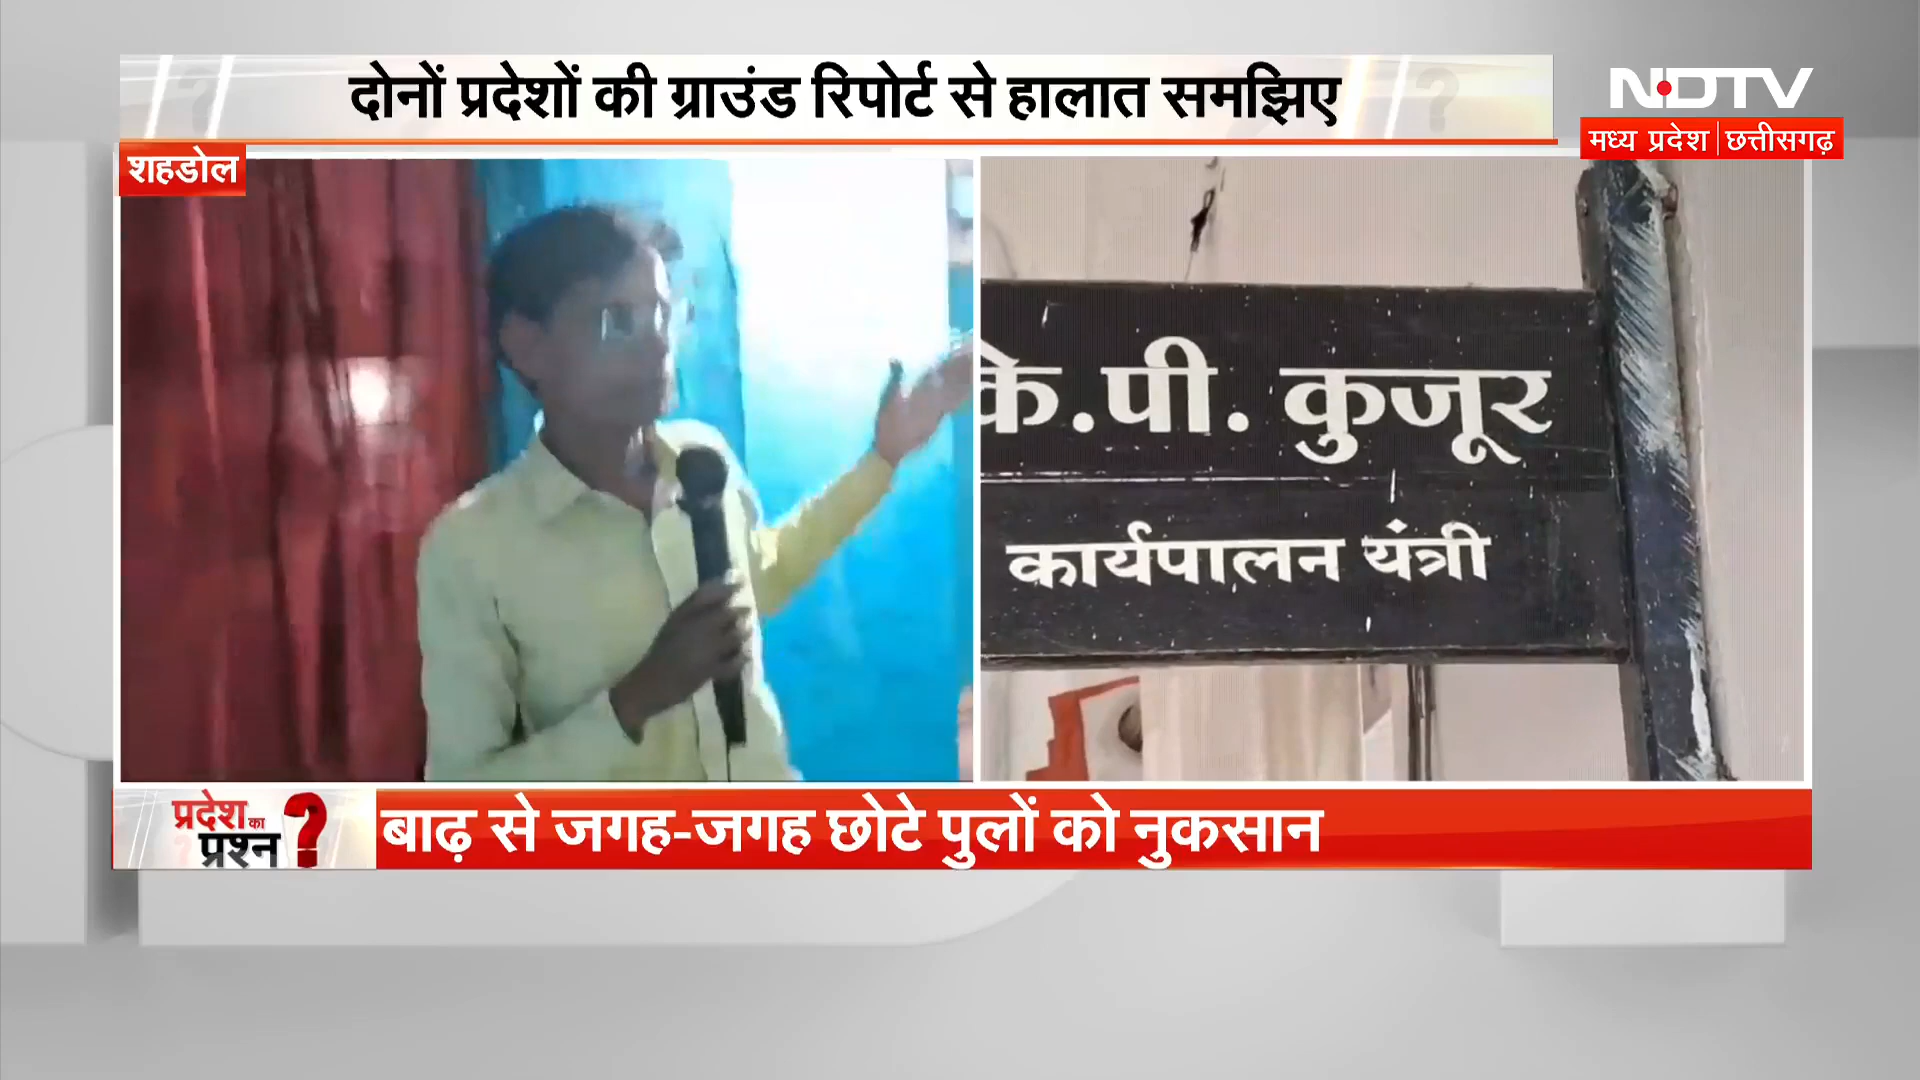 दोनों प्रदेशों की ग्राउंड रिपोर्ट से हालात समझिए
NDTV
मध्य प्रदेश | छत्तीसगढ़
शहडोल
के.पी. कुजूर
कार्यपालन यंत्री
प्रदेश का
प्रश्न ?
बाढ़ से जगह-जगह छोटे पुलों को नुकसान